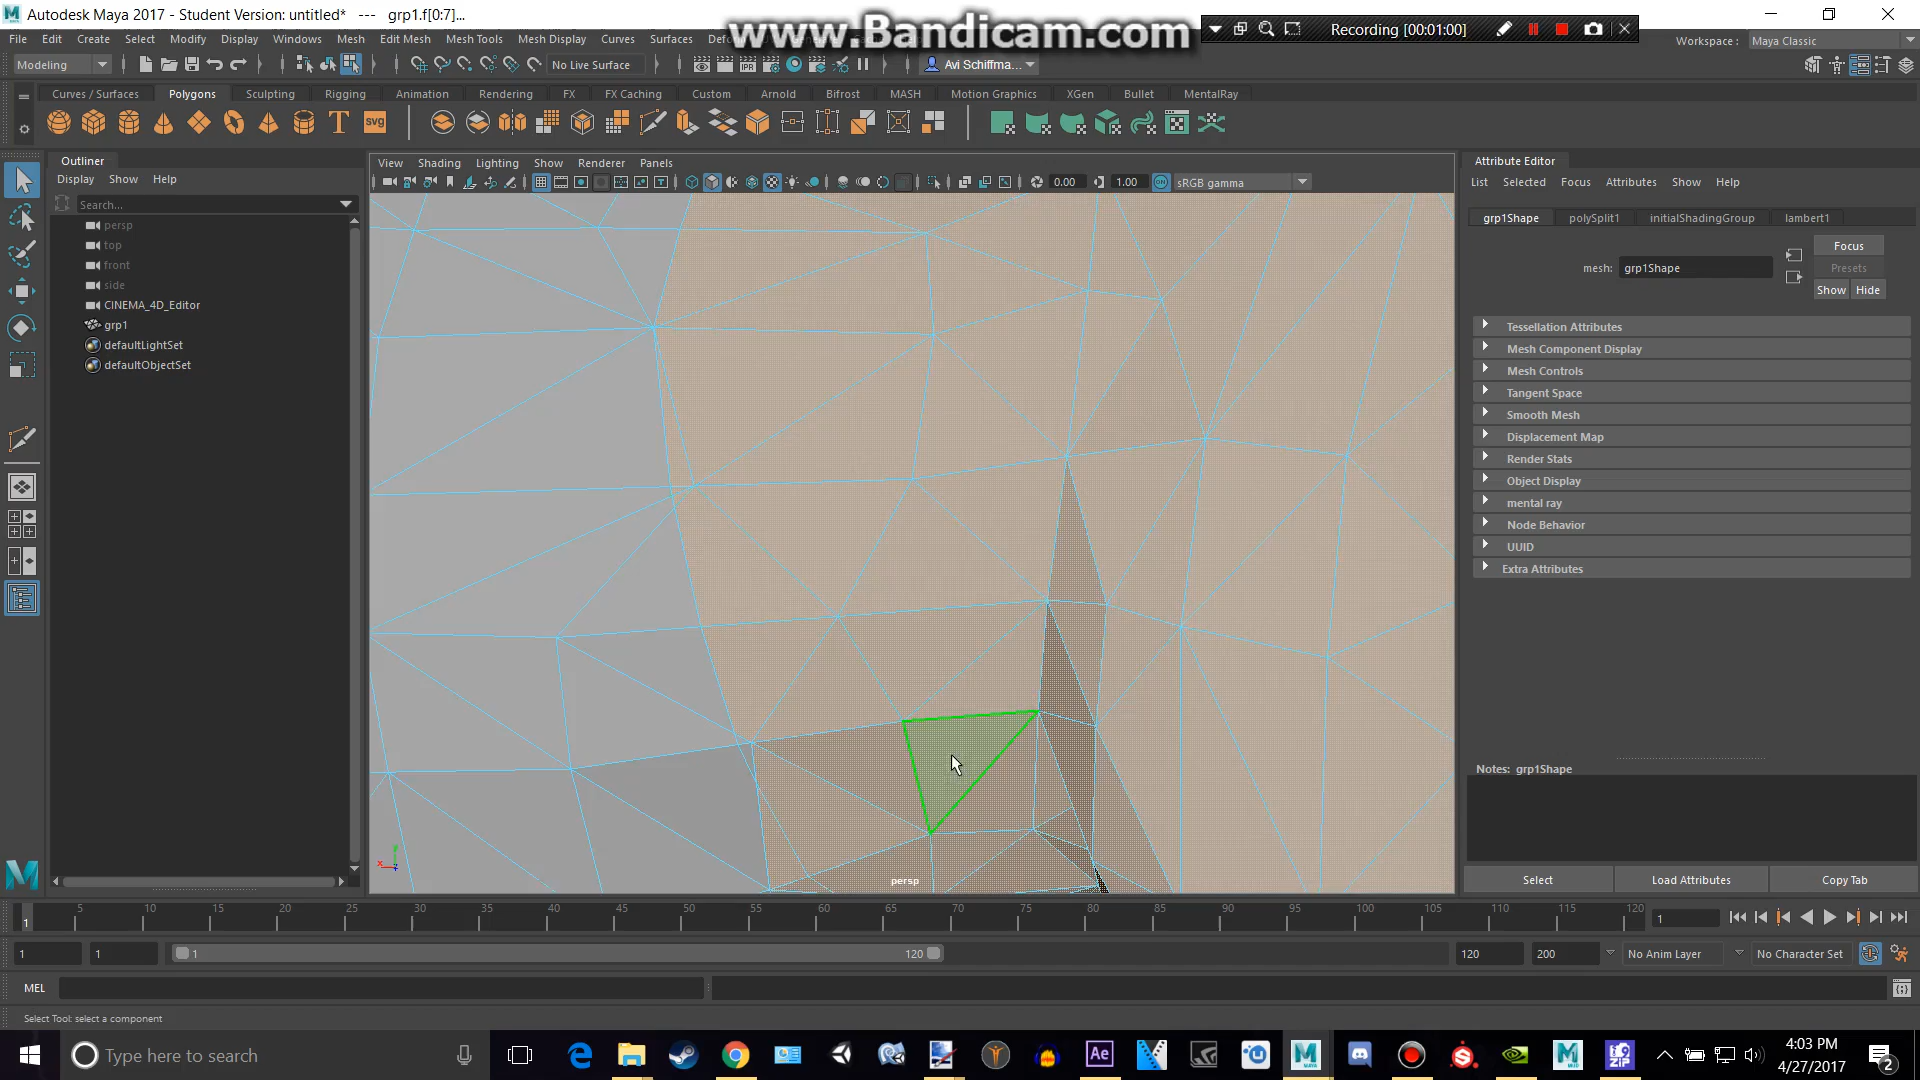 Autodesk Maya 2017 - Student Version: untitled* --- grp1.f[0:7]...
www.Bandicam.com
Recording [00:01:00]
File Edit Create Select Modify Display Windows Mesh Edit Mesh Mesh Tools Mesh Display Curves Surfaces
Workspace : Maya Classic
Modeling
No Live Surface
IPR
Avi Schiffma...
Curves / Surfaces Polygons Sculpting Rigging Animation Rendering FX FX Caching Custom Arnold Bifrost MASH Motion Graphics XGen Bullet MentalRay
T
SVG
Outliner
Display Show Help
Search...
persp
top
front
side
CINEMA_4D_Editor
grp1
defaultLightSet
defaultObjectSet
View Shading Lighting Show Renderer Panels
0.00 1.00 sRGB gamma
persp
Attribute Editor
List Selected Focus Attributes Show Help
grp1Shape polySplit1 initialShadingGroup lambert1
Focus
mesh: grp1Shape
Presets
Show Hide
Tessellation Attributes
Mesh Component Display
Mesh Controls
Tangent Space
Smooth Mesh
Displacement Map
Render Stats
Object Display
mental ray
Node Behavior
UUID
Extra Attributes
Notes: grp1Shape
Select Load Attributes Copy Tab
1 5 10 15 20 25 30 35 40 45 50 55 60 65 70 75 80 85 90 95 100 105 110 115 120 1
1 1 1 120 120 200 No Anim Layer No Character Set
MEL
Select Tool: select a component
Type here to search
Ae
ZIP
4:03 PM
4/27/2017
2